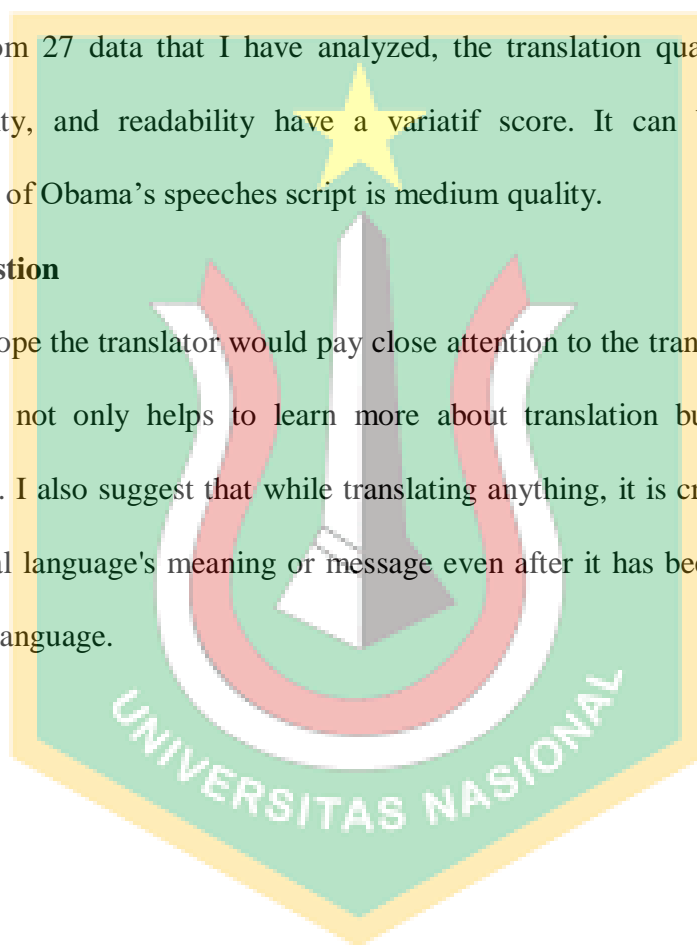 om 27 data that I have analyzed, the translation qua
ty, and readability have a variatif score. It can
of Obama's speeches script is medium quality.
stion
ope the translator would pay close attention to the tran
not only helps to learn more about translation bu
. I also suggest that while translating anything, it is cr
al language's meaning or message even after it has bee
anguage.
UNIVERSITAS NASIONAL